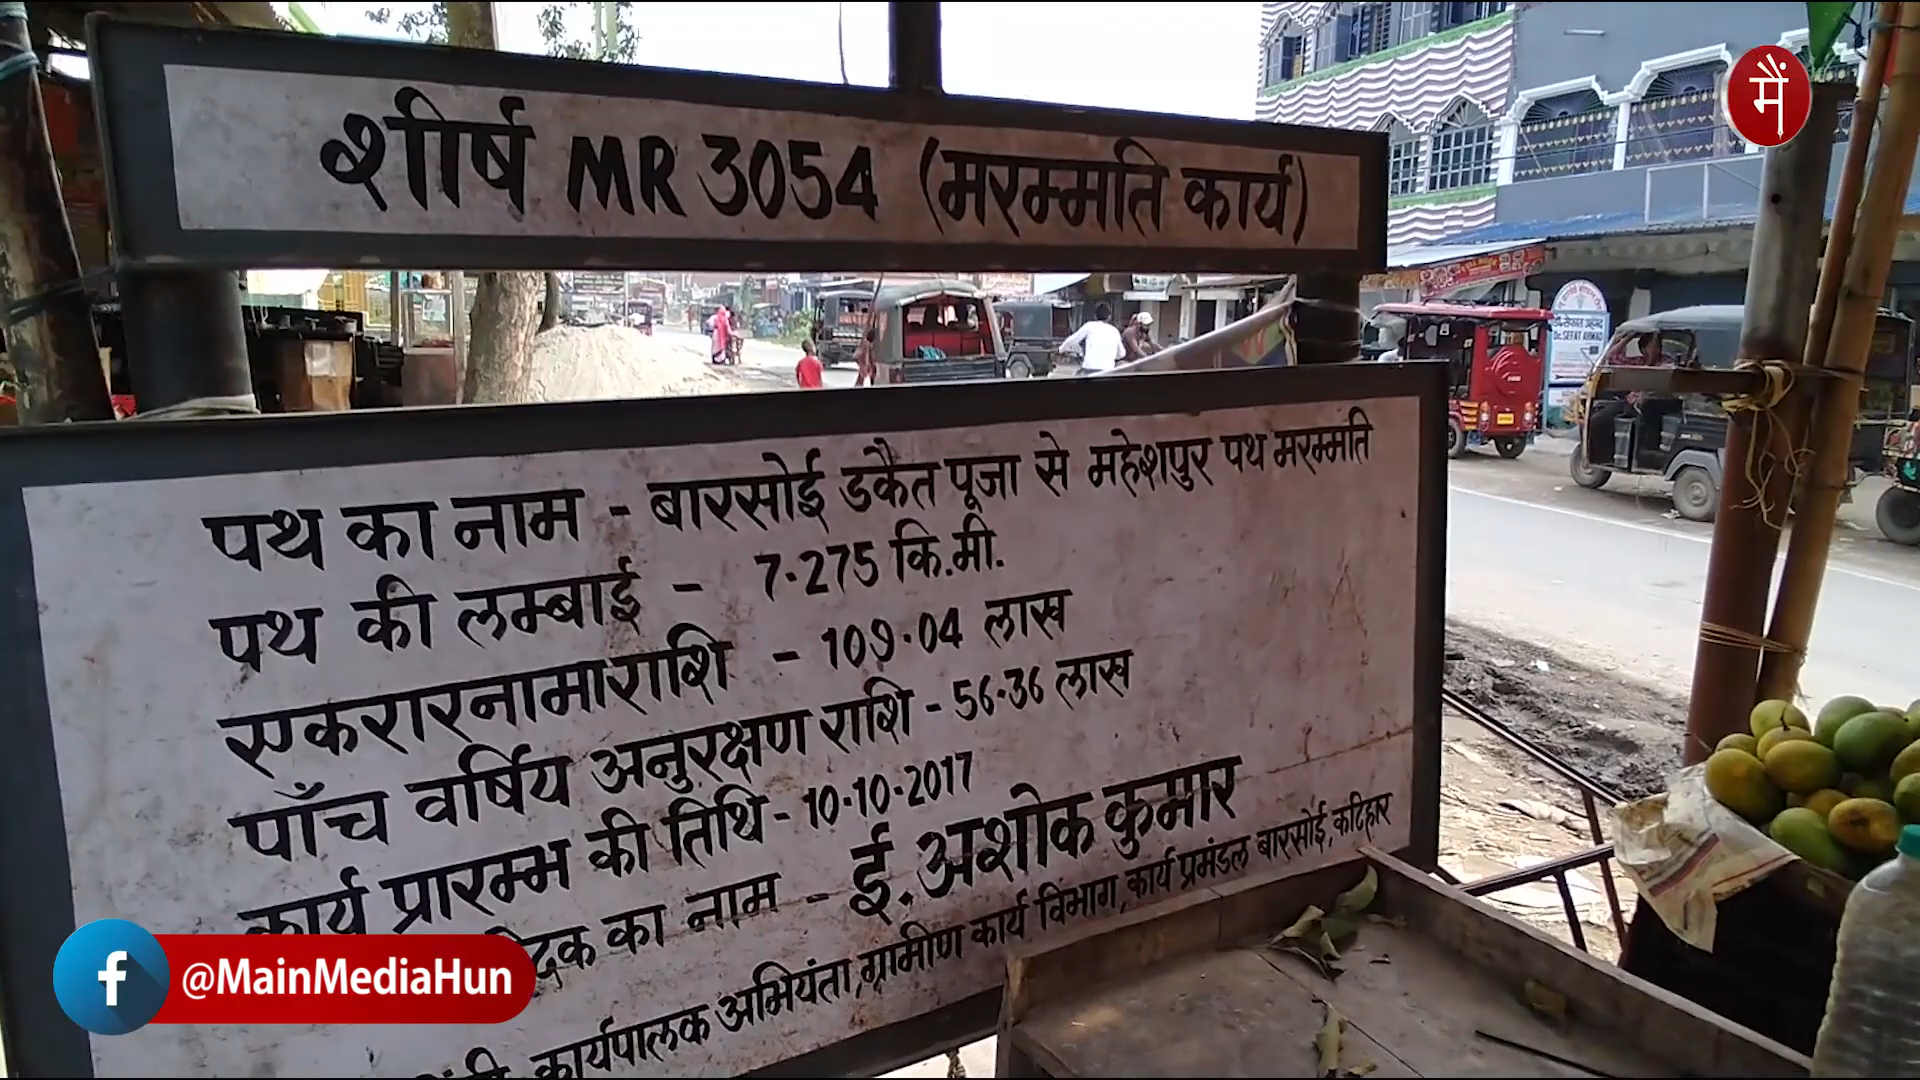 शीर्ष MR 3054 (मरम्मति कार्य)
मैं
पथ का नाम - बारसोई डकैत पूजा से महेशपुर पथ मरम्मति
पथ की लम्बाई - 7.275 कि.मी.
एकरारनामाराशि - 109.04 लाख
पाँच वर्षिय अनुरक्षण राशि - 56.36 लाख
कार्य प्रारम्भ की तिथि - 10.10.2017
का नाम - ई. अशोक कुमार
कार्यपालक अभियंता, ग्रामीण कार्य विभाग, कार्य प्रमंडल बारसोई, कटिहार
@MainMediaHun